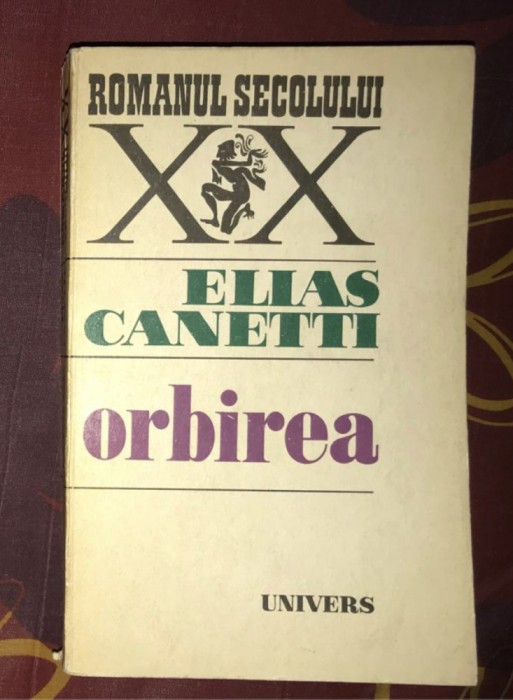 ROMANUL SECOLULUI
XX
ELIAS
CANETTI
orbirea
UNIVERS